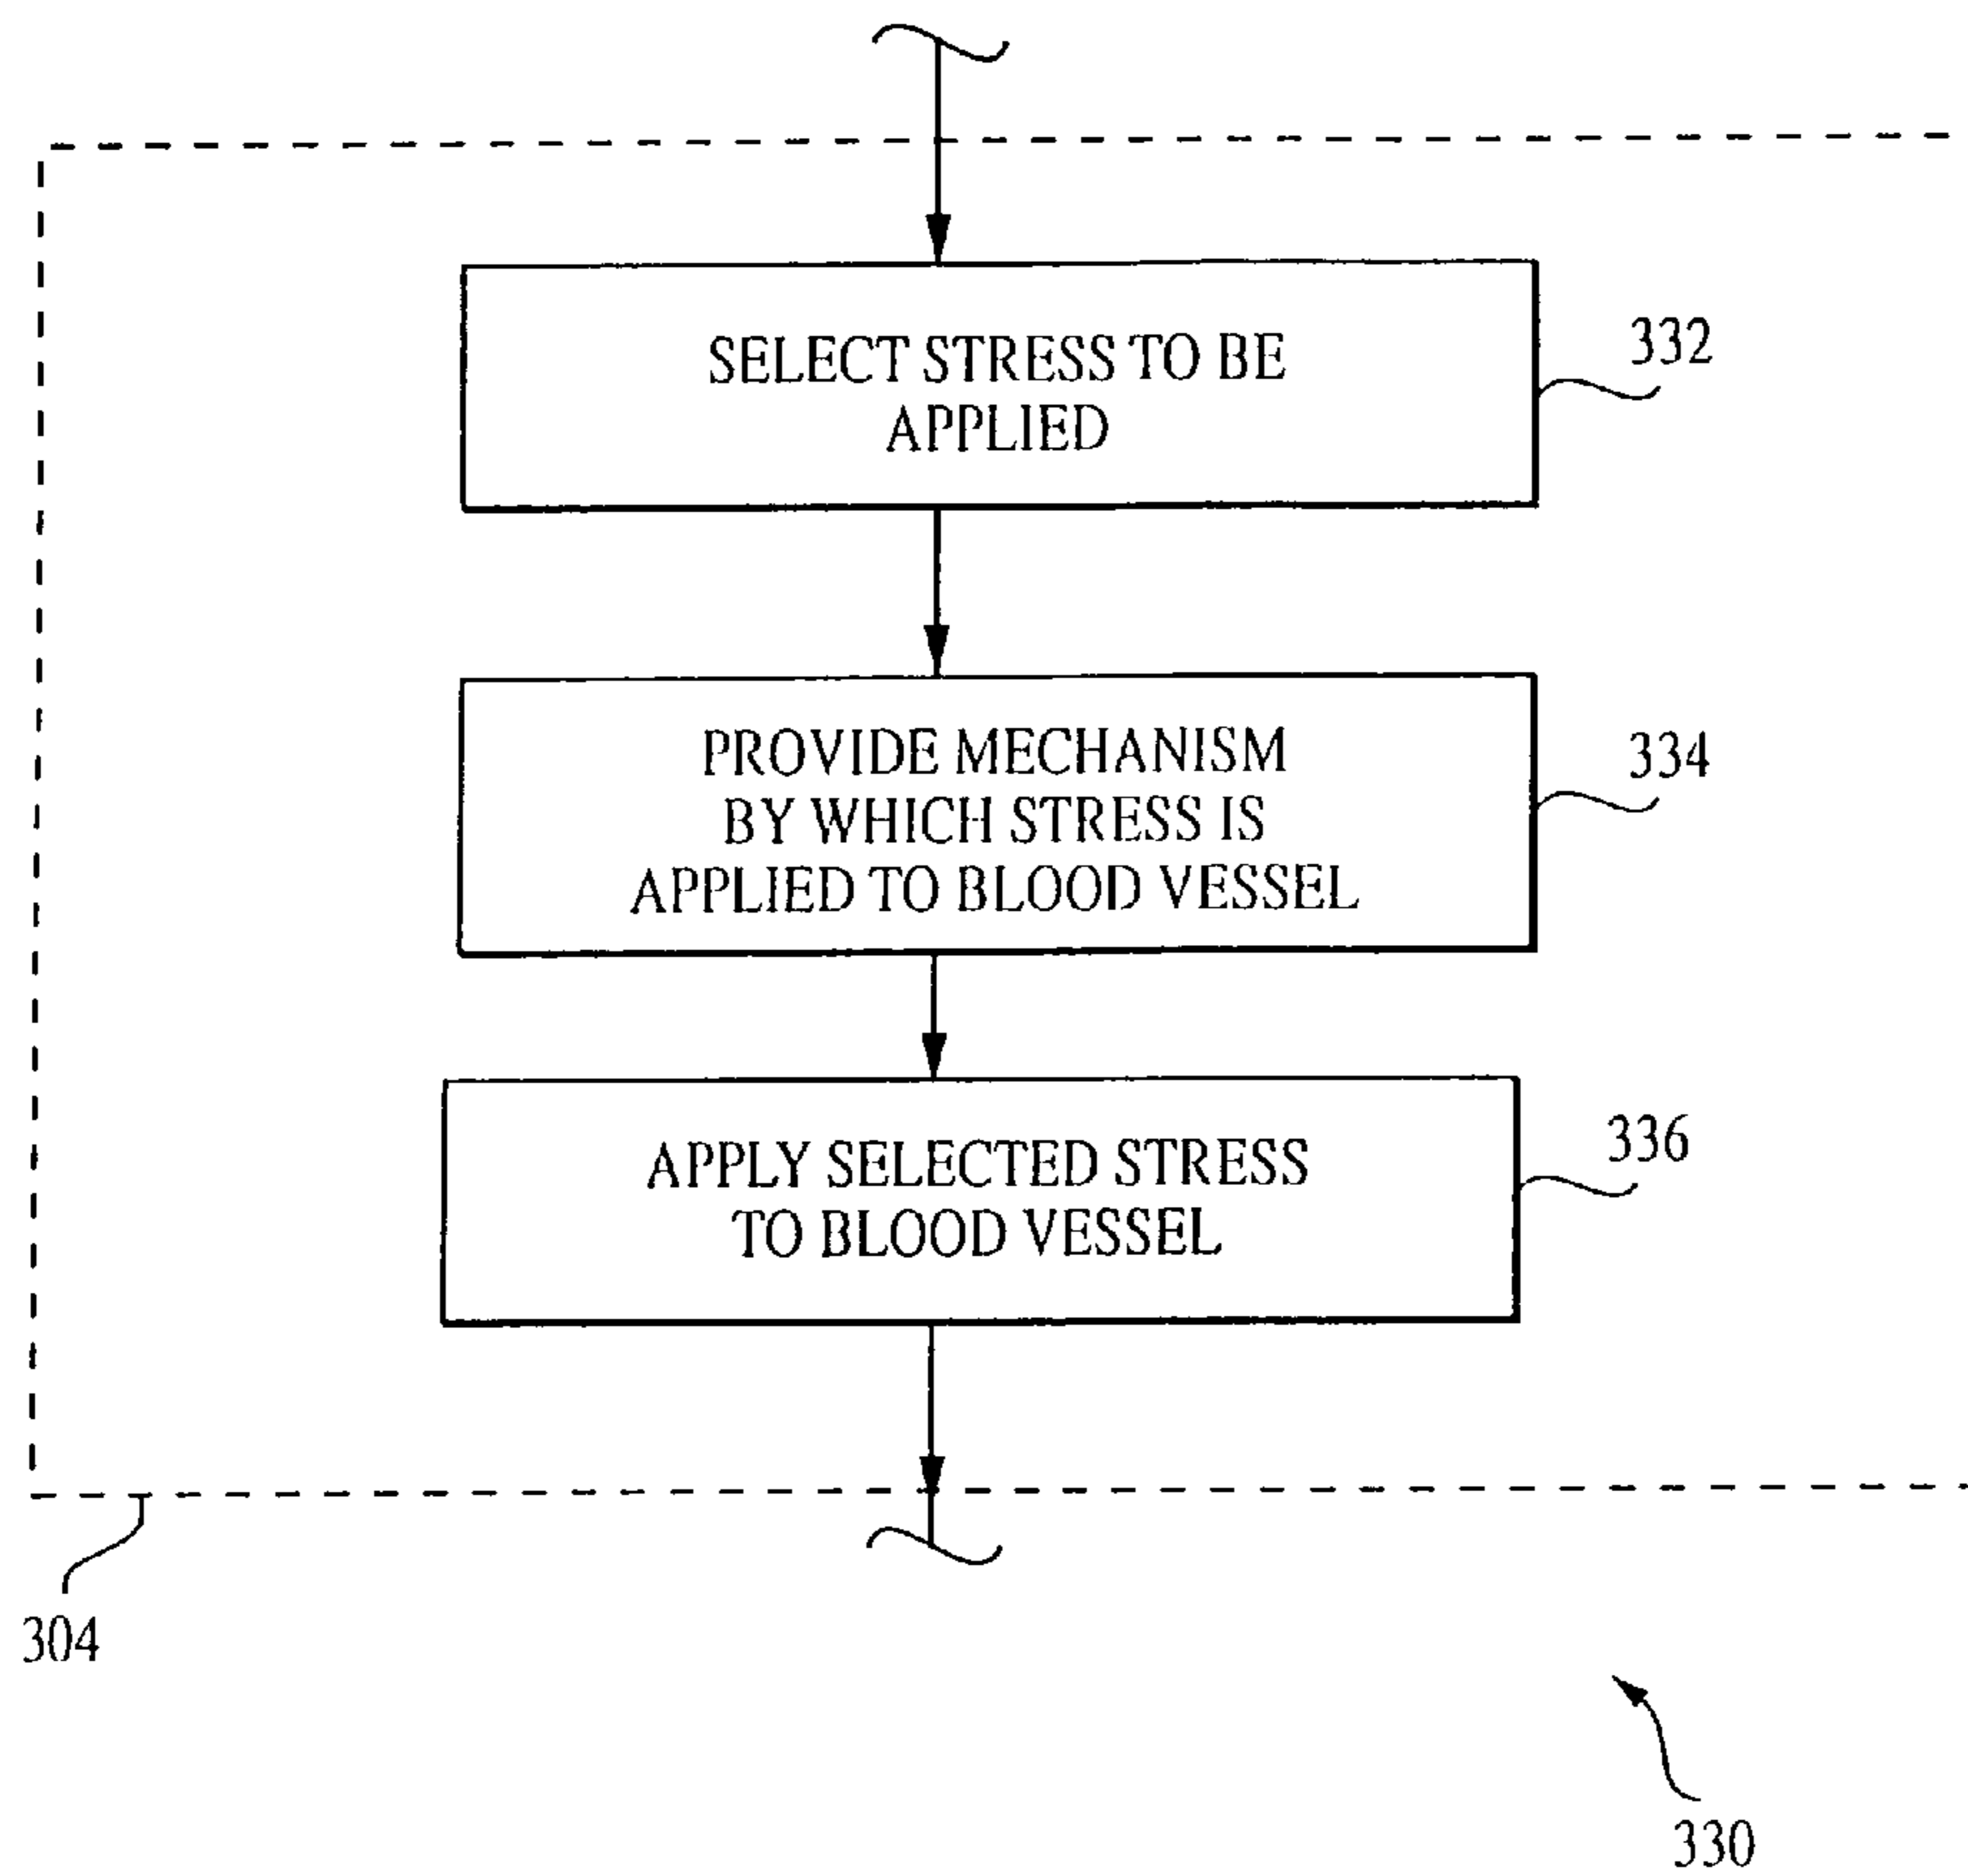 SELECT STRESS TO BE
APPLIED
332
PROVIDE MECHANISM
BY WHICH STRESS IS
APPLIED TO BLOOD VESSEL
334
APPLY SELECTED STRESS
TO BLOOD VESSEL
336
304
330